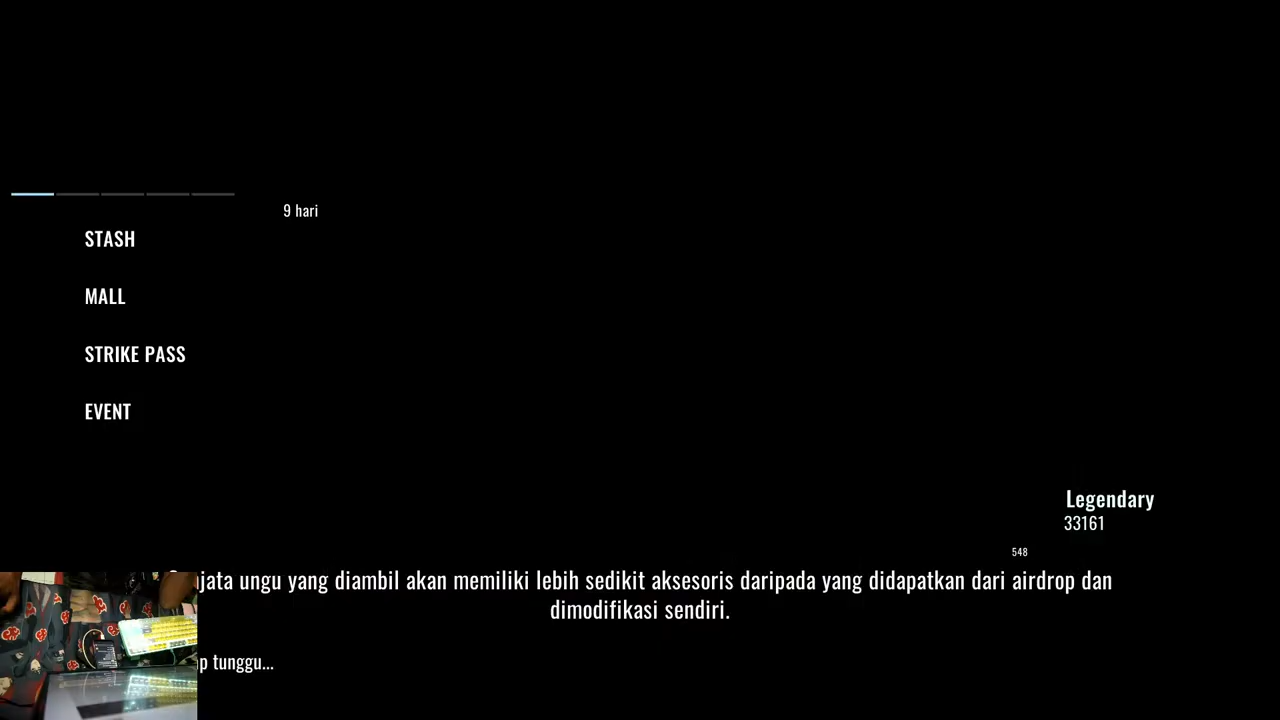 9 hari
STASH
MALL
STRIKE PASS
EVENT
Legendary
33161
548
ungu yang diambil akan memiliki lebih sedikit aksesoris daripada yang didapatkan dari airdrop dan
dimodifikasi sendiri.
tunggu...